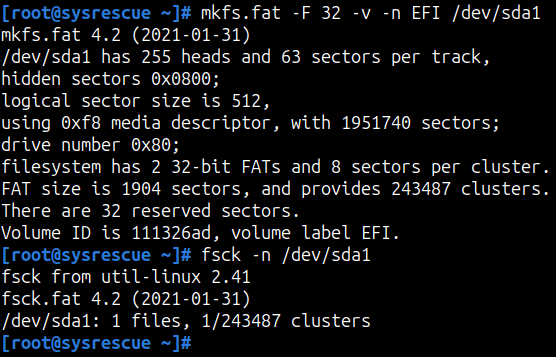 [root@sysrescue]# mkfs.fat -F 32 -v -n EFI /dev/sda1
mkfs.fat 4.2 (2021-01-31)
/dev/sda1 has 255 heads and 63 sectors per track,
hidden sectors 0x0800;
logical sector size is 512,
using 0xf8 media descriptor, with 1951740 sectors;
drive number 0x80;
filesystem has 2 32-bit FATs and 8 sectors per cluster.
FAT size is 1904 sectors, and provides 243487 clusters.
There are 32 reserved sectors.
Volume ID is 111326ad, volume label EFI.
[root@sysrescue]# fsck -n /dev/sda1
fsck from util-linux 2.41
fsck.fat 4.2 (2021-01-31)
/dev/sda1: 1 files, 1/243487 clusters
[root@sysrescue]#